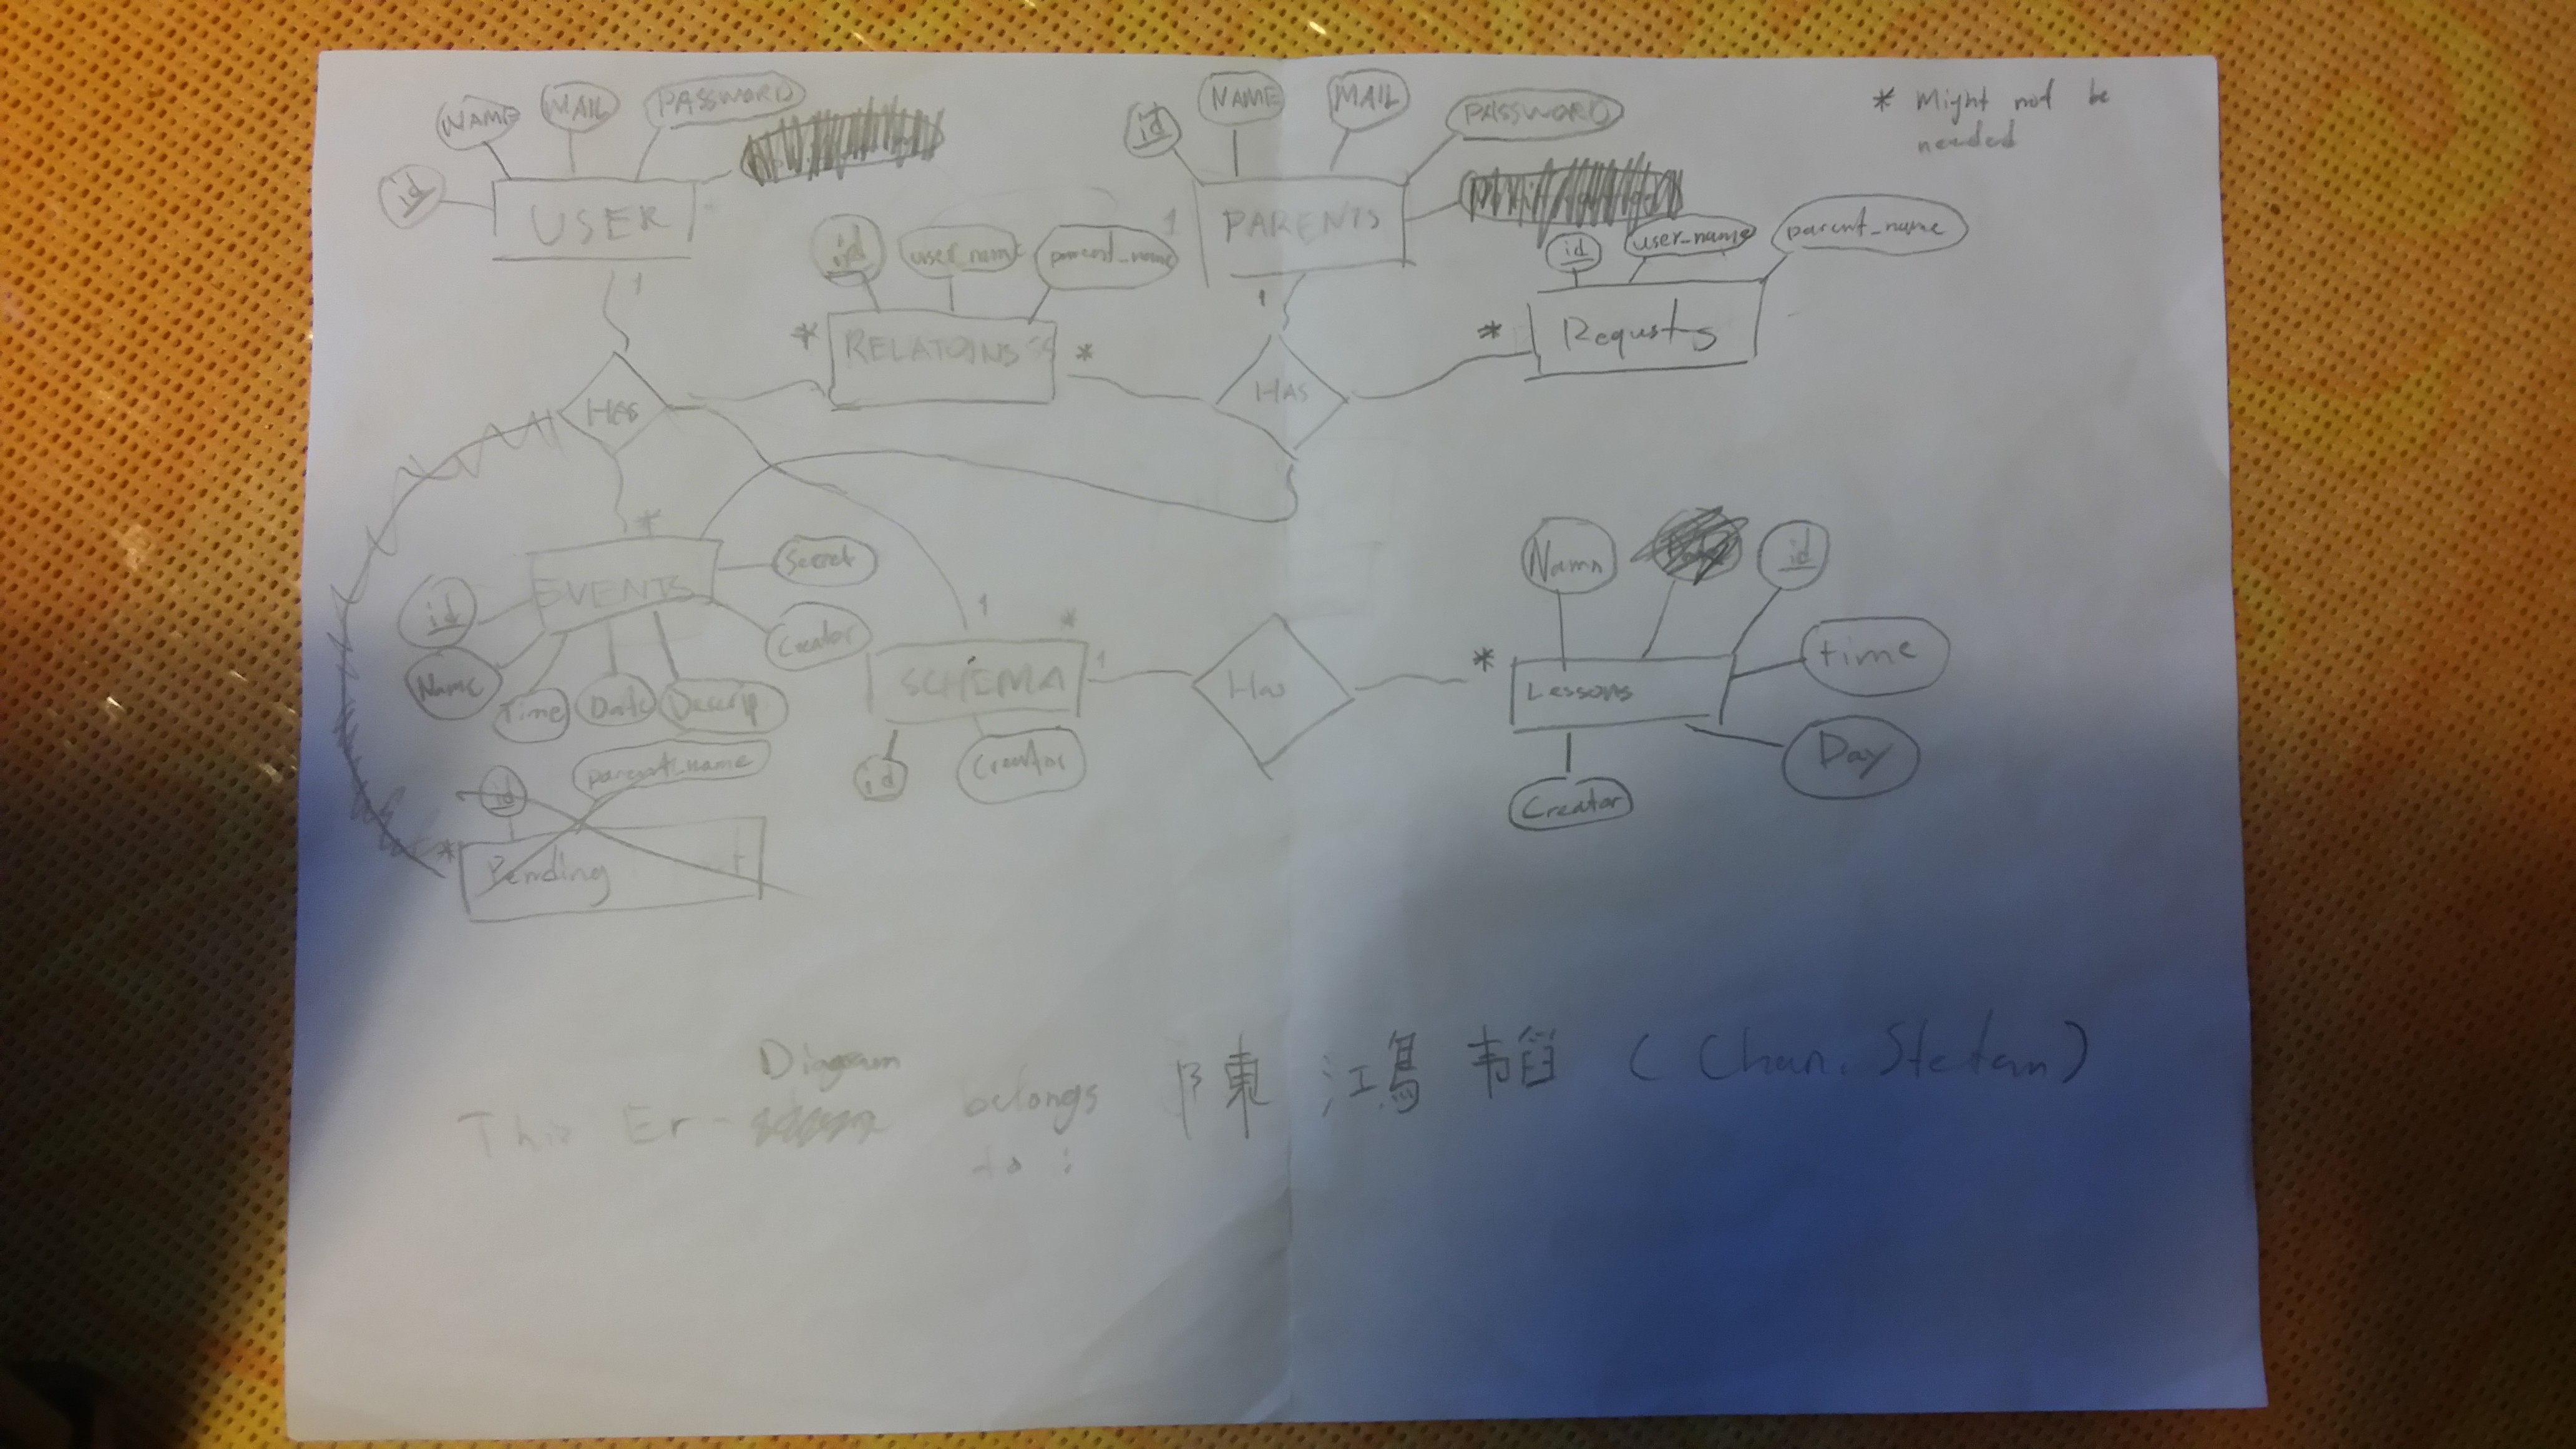 NAME MAIL PASSWORD
id
USER
1
NAME MAIL PASSWORD
id
1 PARENTS
1
* Might not be
needed
id user_name parent_name
* RELATOINS *
id user_name parent_name
* Requsts
Has
Has
*
EVENTS
Secret
Creator
id
Name
Time Date Descrip
1 *
SCHEMA 1
id Creator
Has
Namn id
* Lessons
time
Day
Creator
id parent_name
* Pending
Diagram
This Er- belongs
to :
陳 鴻 韜 ( Chan. Stefan)